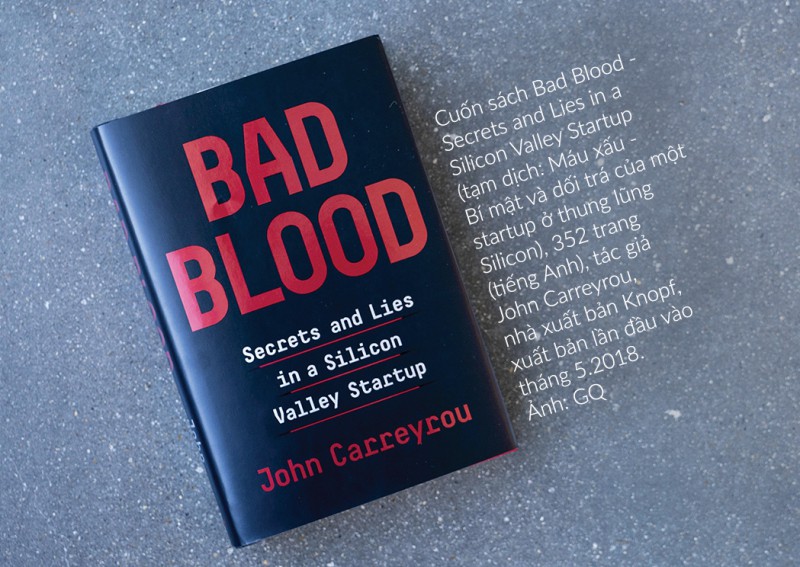 BAD
BLOOD
Secrets and Lies
in a Silicon
Valley Startup
John Carreyrou
Cuốn sách Bad Blood -
Secrets and Lies in a
Silicon Valley Startup
(tạm dịch: Máu xấu -
Bí mật và dối trá của một
startup ở thung lũng
Silicon), 352 trang
(tiếng Anh), tác giả
John Carreyrou,
nhà xuất bản Knopf,
xuất bản lần đầu vào
tháng 5.2018.
Ảnh: GQ